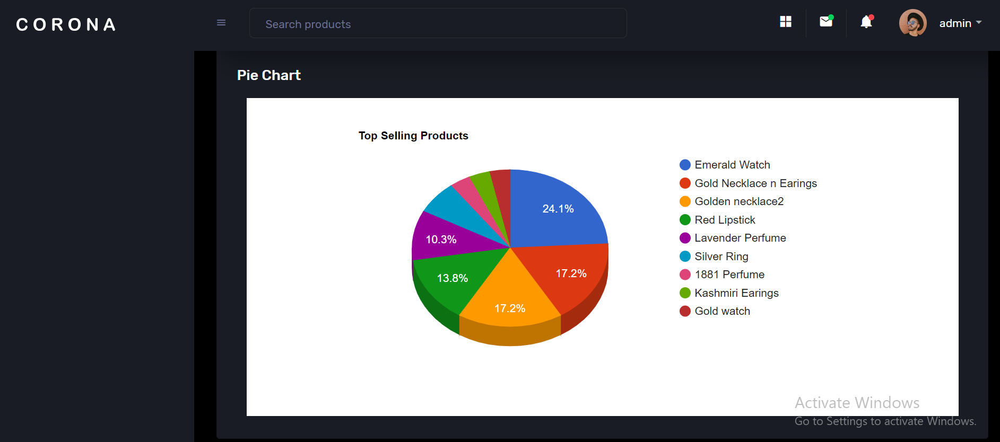 CORONA
Search products
admin
Pie Chart
Top Selling Products
24.1%
17.2%
17.2%
13.8%
10.3%
Emerald Watch
Gold Necklace n Earings
Golden necklace2
Red Lipstick
Lavender Perfume
Silver Ring
1881 Perfume
Kashmiri Earings
Gold watch
Activate Windows
Go to Settings to activate Windows.